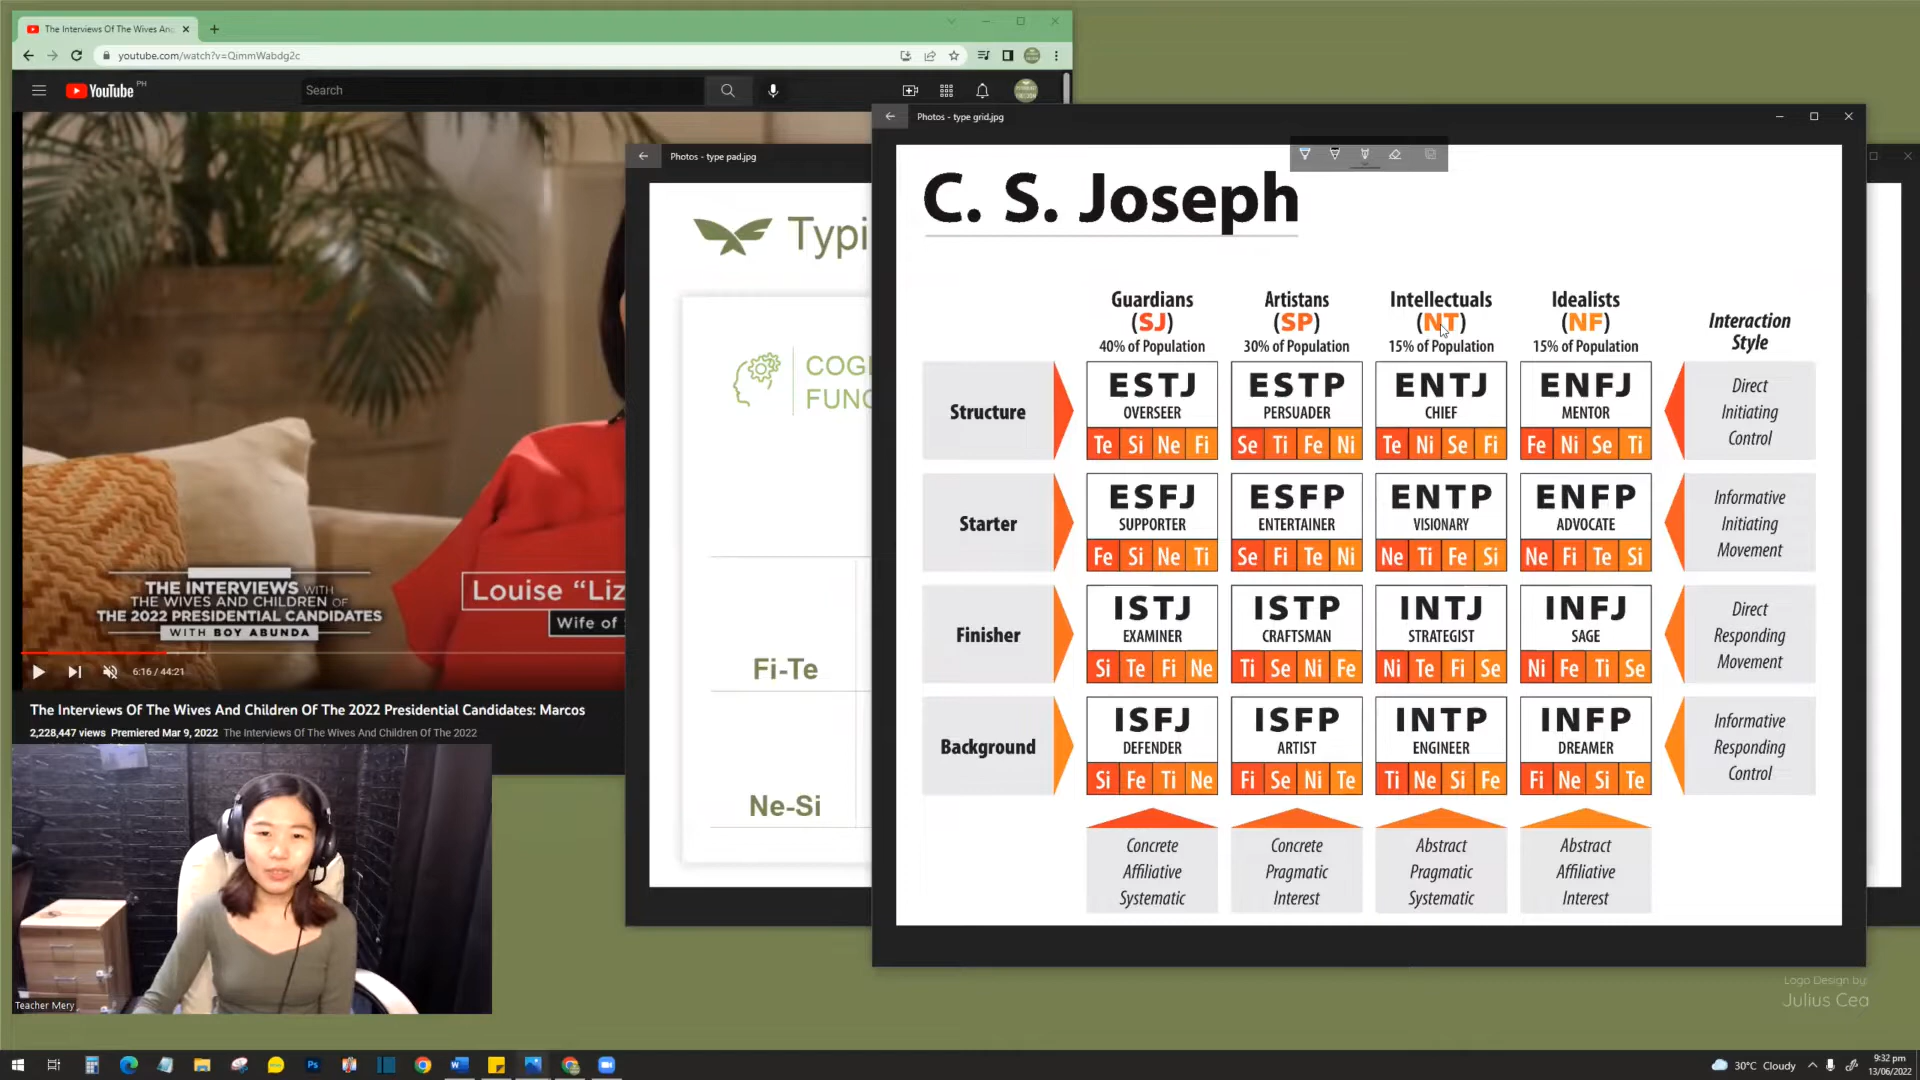 The Interviews Of The Wives And
youtube.com/watch?v=QimmWabdg2c
YouTube PH
Search
THE INTERVIEWS WITH
THE WIVES AND CHILDREN OF
THE 2022 PRESIDENTIAL CANDIDATES
WITH BOY ABUNDA
Louise “Liz
Wife of
6:16 / 44:21
The Interviews Of The Wives And Children Of The 2022 Presidential Candidates: Marcos
2,228,447 views Premiered Mar 9, 2022 The Interviews Of The Wives And Children Of The 2022
Teacher Mery
Photos - type pad.jpg
Typi
COG
FUNC
Fi-Te
Ne-Si
Photos - type grid.jpg
C. S. Joseph
Guardians Artistans Intellectuals Idealists
(SJ) (SP) (NT) (NF)
40% of Population 30% of Population 15% of Population 15% of Population
Interaction
Style
Structure
ESTJ ESTP ENTJ ENFJ
OVERSEER PERSUADER CHIEF MENTOR
Te Si Ne Fi Se Ti Fe Ni Te Ni Se Fi Fe Ni Se Ti
Direct
Initiating
Control
Starter
ESFJ ESFP ENTP ENFP
SUPPORTER ENTERTAINER VISIONARY ADVOCATE
Fe Si Ne Ti Se Fi Te Ni Ne Ti Fe Si Ne Fi Te Si
Informative
Initiating
Movement
Finisher
ISTJ ISTP INTJ INFJ
EXAMINER CRAFTSMAN STRATEGIST SAGE
Si Te Fi Ne Ti Se Ni Fe Ni Te Fi Se Ni Fe Ti Se
Direct
Responding
Movement
Background
ISFJ ISFP INTP INFP
DEFENDER ARTIST ENGINEER DREAMER
Si Fe Ti Ne Fi Se Ni Te Ti Ne Si Fe Fi Ne Si Te
Informative
Responding
Control
Concrete Concrete Abstract Abstract
Affiliative Pragmatic Pragmatic Affiliative
Systematic Interest Systematic Interest
Logo Design by:
Julius Cea
30°C Cloudy
9:32 pm
13/06/2022